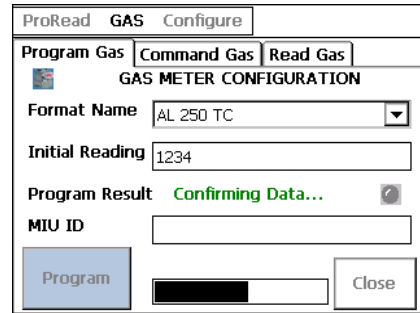 ProRead GAS Configure
Program Gas Command Gas Read Gas
GAS METER CONFIGURATION
Format Name AL 250 TC
Initial Reading 1234
Program Result Confirming Data...
MIU ID
Program Close